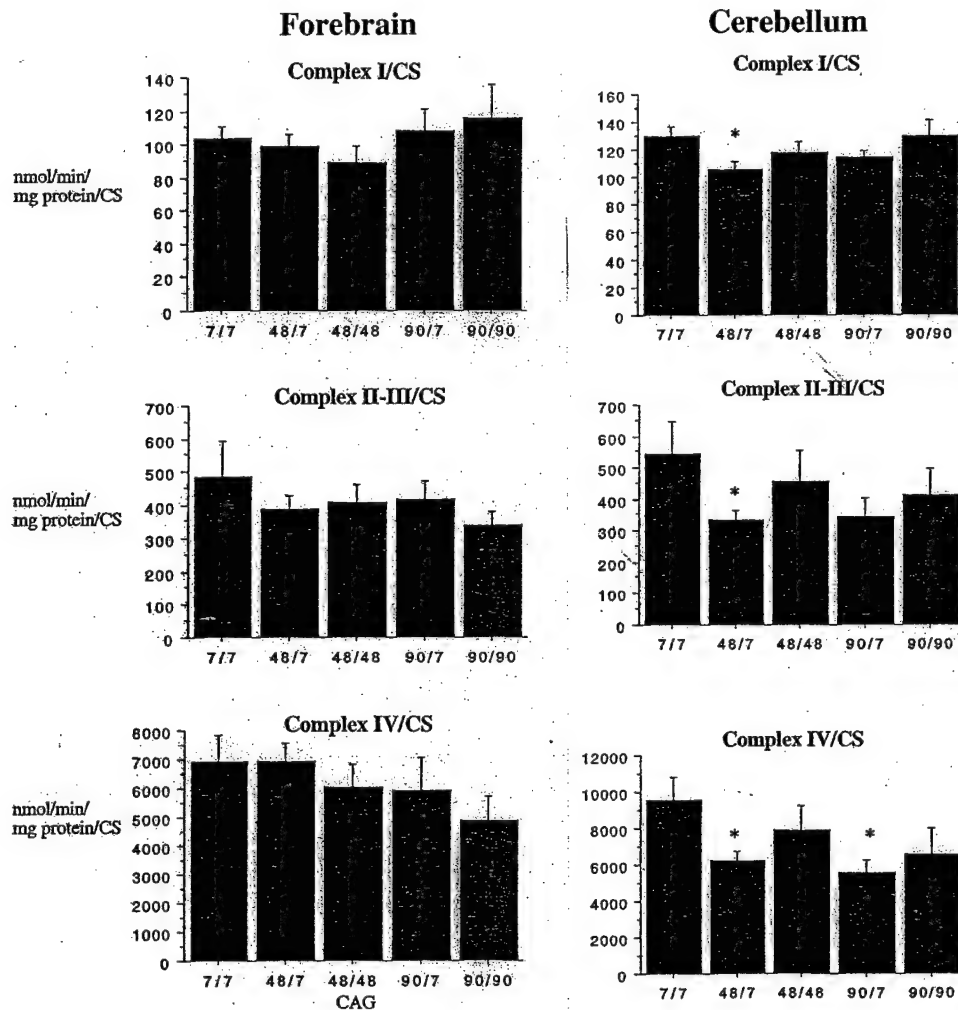 Forebrain
Complex I/CS
nmol/min/
mg protein/CS
140
120
100
80
60
40
20
0
7/7 48/7 48/48 90/7 90/90
Complex II-III/CS
nmol/min/
mg protein/CS
700
600
500
400
300
200
100
0
7/7 48/7 48/48 90/7 90/90
Complex IV/CS
nmol/min/
mg protein/CS
8000
7000
6000
5000
4000
3000
2000
1000
0
7/7 48/7 48/48 90/7 90/90
CAG
Cerebellum
Complex I/CS
160
140
120
100
80
60
40
20
0
*
7/7 48/7 48/48 90/7 90/90
Complex II-III/CS
700
600
500
400
300
200
100
0
*
7/7 48/7 48/48 90/7 90/90
Complex IV/CS
12000
10000
8000
6000
4000
2000
0
* *
7/7 48/7 48/48 90/7 90/90